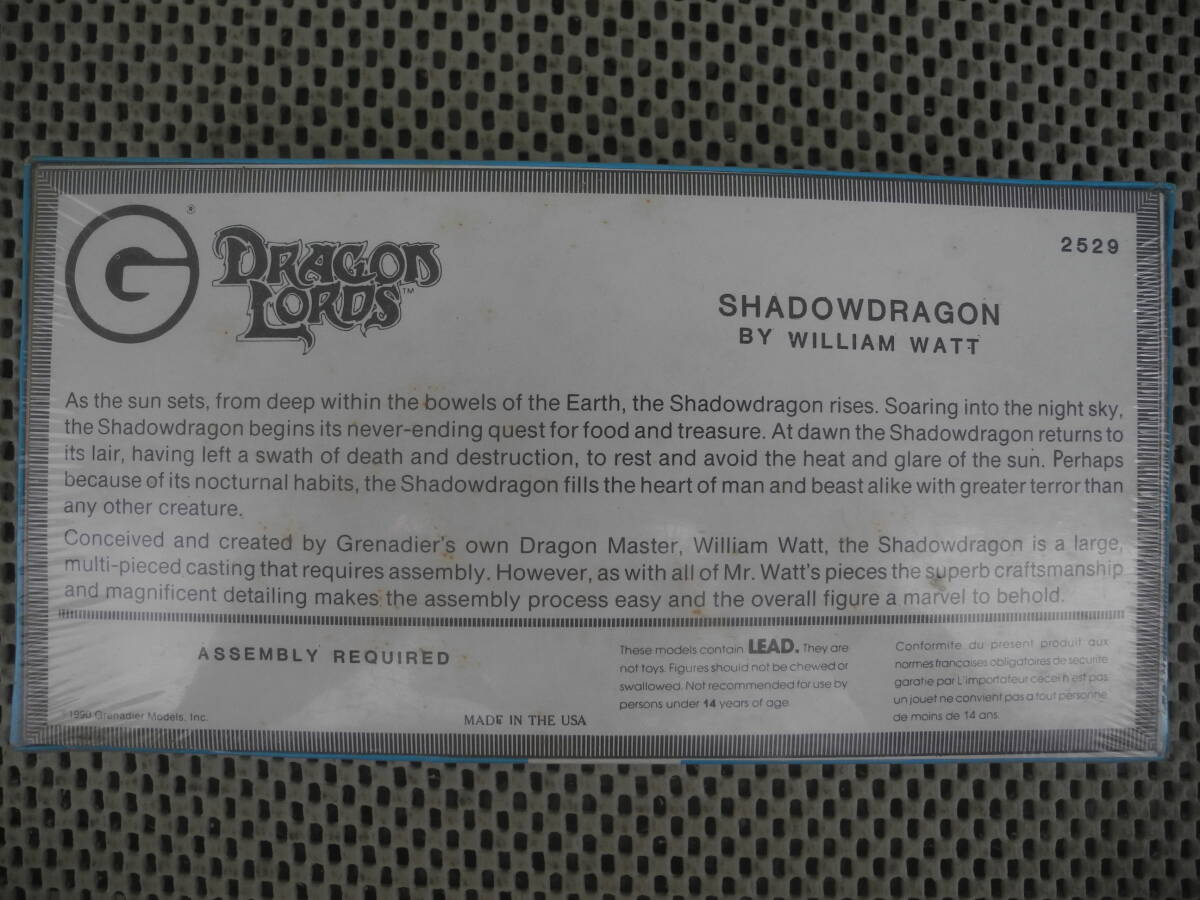 G ®
DRAGON
LORDS™
2529
SHADOWDRAGON
BY WILLIAM WATT
As the sun sets, from deep within the bowels of the Earth, the Shadowdragon rises. Soaring into the night sky,
the Shadowdragon begins its never-ending quest for food and treasure. At dawn the Shadowdragon returns to
its lair, having left a swath of death and destruction, to rest and avoid the heat and glare of the sun. Perhaps
because of its nocturnal habits, the Shadowdragon fills the heart of man and beast alike with greater terror than
any other creature.
Conceived and created by Grenadier's own Dragon Master, William Watt, the Shadowdragon is a large,
multi-pieced casting that requires assembly. However, as with all of Mr. Watt's pieces the superb craftsmanship
and magnificent detailing makes the assembly process easy and the overall figure a marvel to behold.
ASSEMBLY REQUIRED
These models contain LEAD. They are
not toys. Figures should not be chewed or
swallowed. Not recommended for use by
persons under 14 years of age
Conformite du present produit aux
normes francaises obligatoires de securite
garatie par L'importateur cecei n est pas
un jouet ne convient pas a tout personne
de moins de 14 ans.
©1990 Grenadier Models, Inc.
MADE IN THE USA